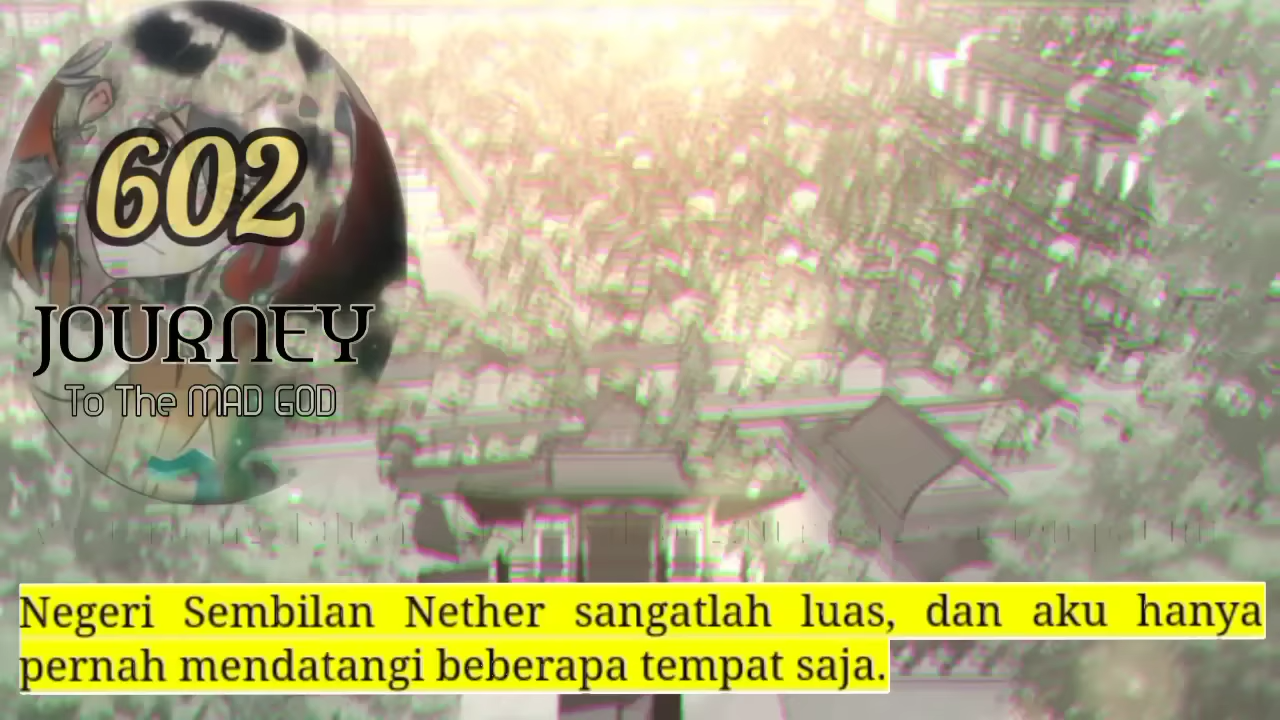 602
JOURNEY
To The MAD GOD
Negeri Sembilan Nether sangatlah luas, dan aku hanya
pernah mendatangi beberapa tempat saja.